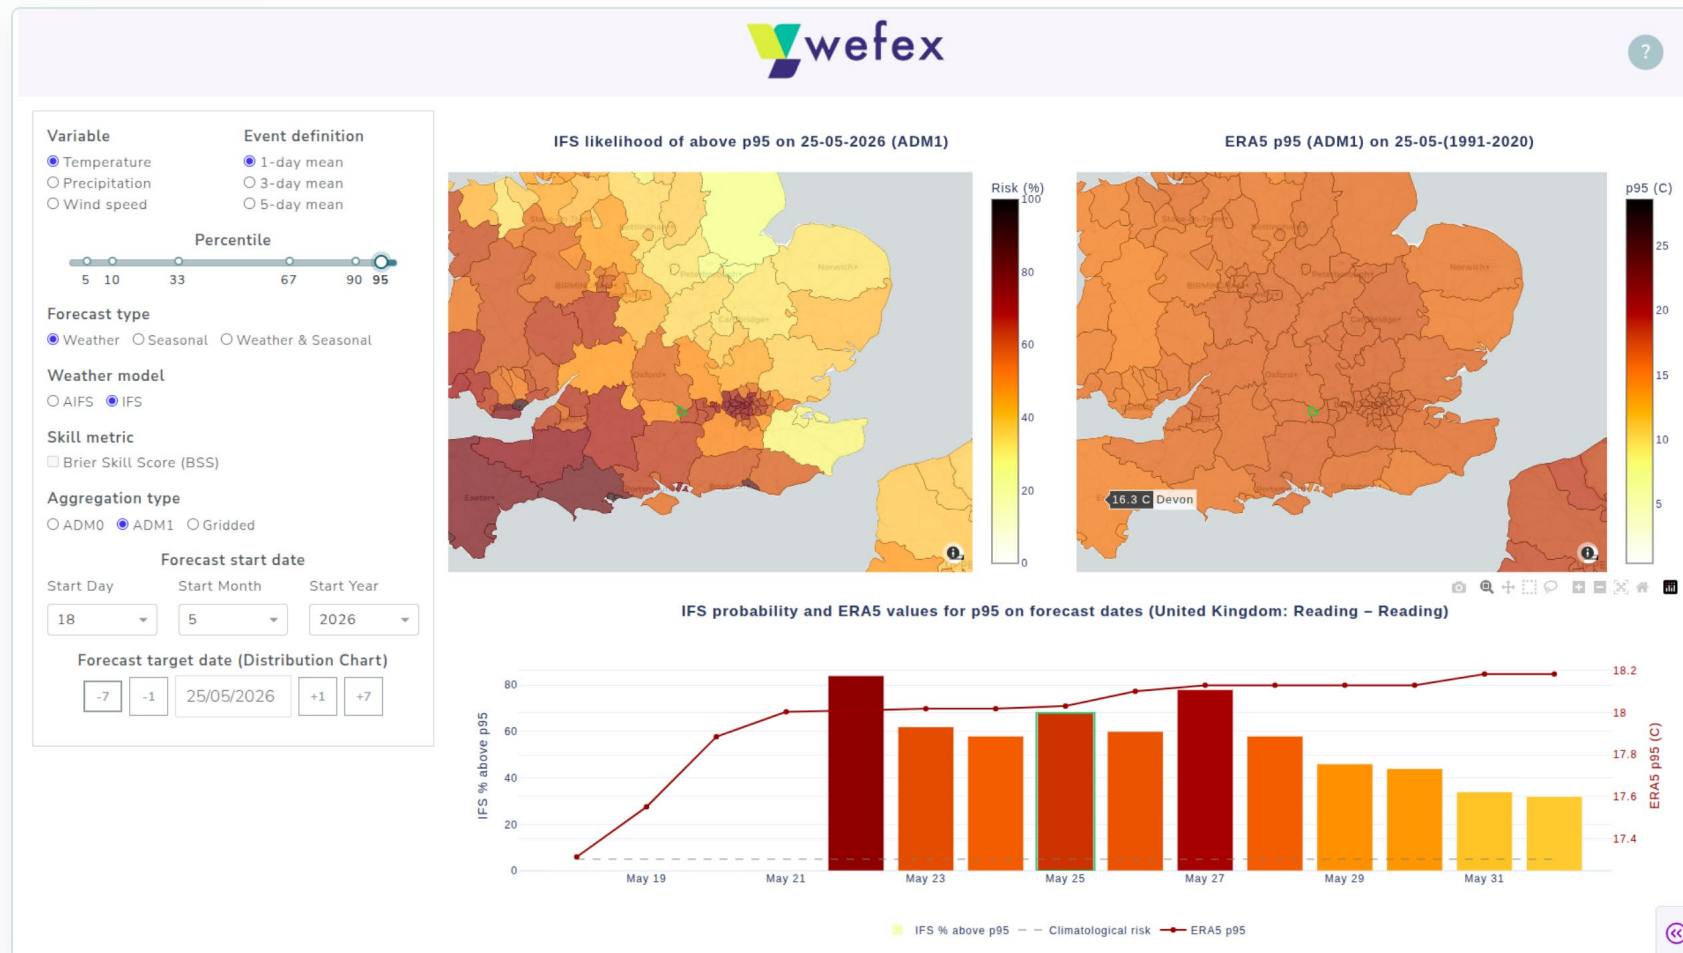 wefex
?
Variable
Event definition
Temperature
1-day mean
Precipitation
3-day mean
Wind speed
5-day mean
Percentile
5 10 33 67 90 95
Forecast type
Weather Seasonal Weather & Seasonal
Weather model
AIFS IFS
Skill metric
Brier Skill Score (BSS)
Aggregation type
ADM0 ADM1 Gridded
Forecast start date
Start Day Start Month Start Year
18 5 2026
Forecast target date (Distribution Chart)
-7 -1 25/05/2026 +1 +7
IFS likelihood of above p95 on 25-05-2026 (ADM1)
Norwich
Cambridge
Oxford
Exeter
Risk (%)
100
80
60
40
20
0
ERA5 p95 (ADM1) on 25-05-(1991-2020)
Norwich
Cambridge
Oxford
16.3 C Devon
p95 (C)
25
20
15
10
5
IFS probability and ERA5 values for p95 on forecast dates (United Kingdom: Reading – Reading)
IFS % above p95
80
60
40
20
0
18.2
18
17.8
17.6
17.4
ERA5 p95 (C)
May 19 May 21 May 23 May 25 May 27 May 29 May 31
IFS % above p95 Climatological risk ERA5 p95